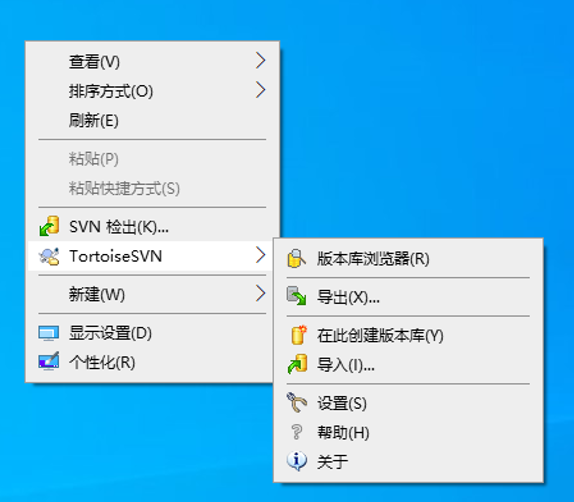 查看(V)
排序方式(O)
刷新(E)
粘贴(P)
粘贴快捷方式(S)
SVN 检出(K)...
TortoiseSVN
新建(W)
显示设置(D)
个性化(R)
版本库浏览器(R)
导出(X)...
在此创建版本库(Y)
导入(I)...
设置(S)
帮助(H)
关于